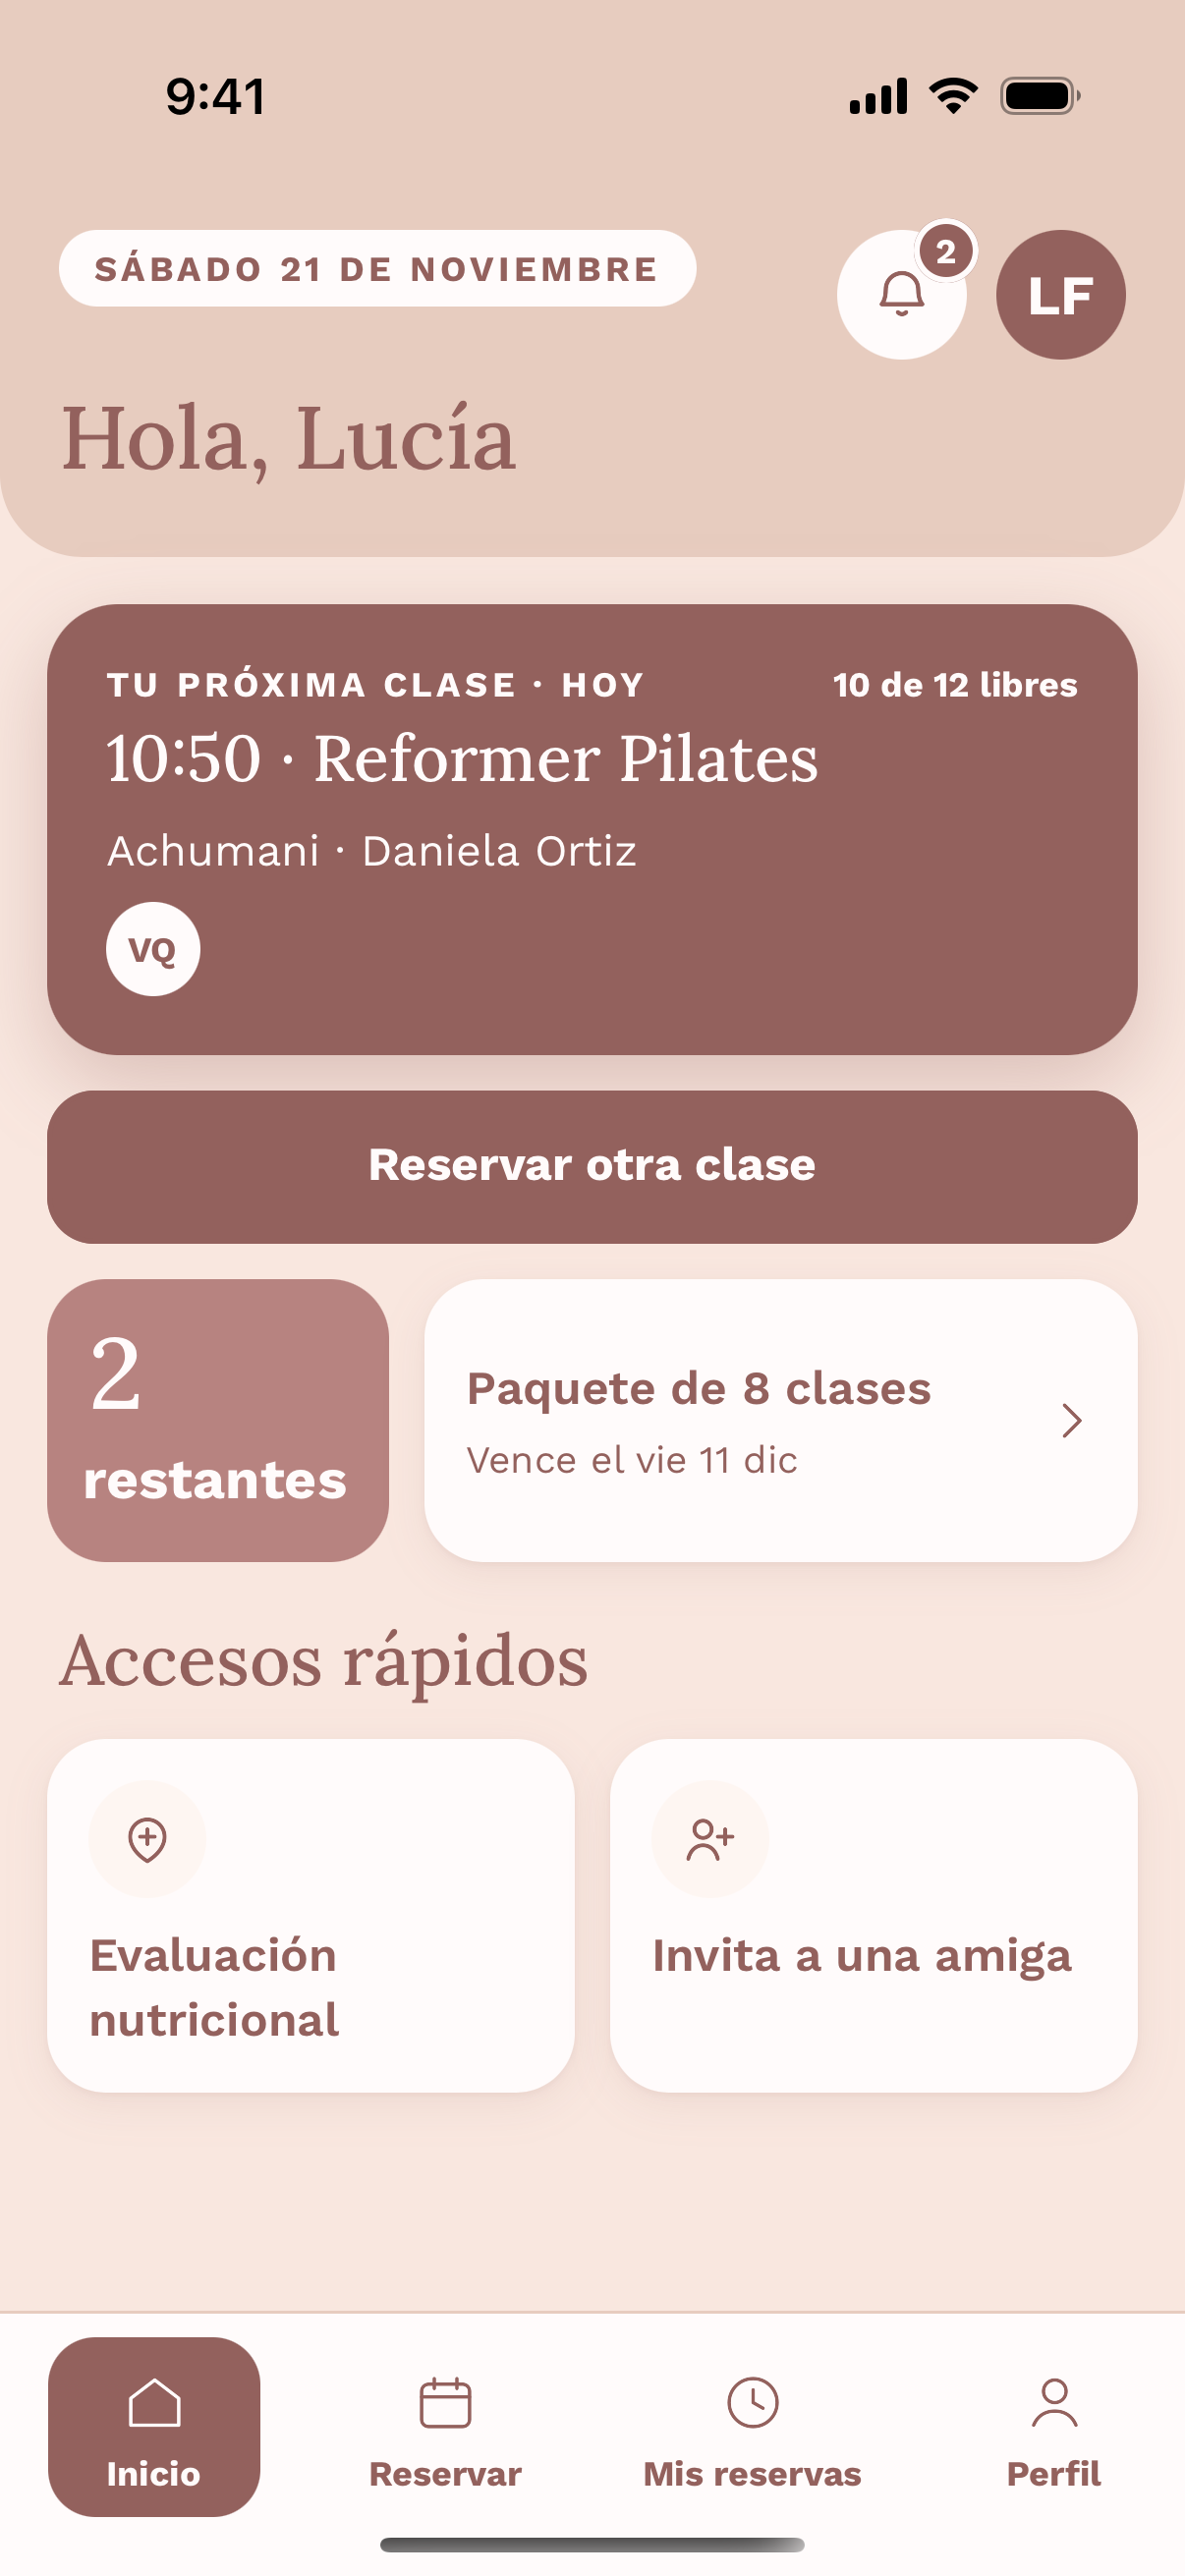 9:41
SÁBADO 21 DE NOVIEMBRE
2
LF
Hola, Lucía
TU PRÓXIMA CLASE · HOY
10 de 12 libres
10:50 · Reformer Pilates
Achumani · Daniela Ortiz
VQ
Reservar otra clase
2
restantes
Paquete de 8 clases
Vence el vie 11 dic
Accesos rápidos
Evaluación
nutricional
Invita a una amiga
Inicio
Reservar
Mis reservas
Perfil